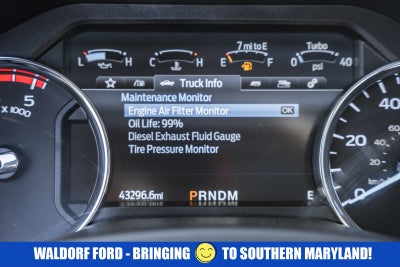 7 mi to E
Turbo
L H C H E F 0 40
psi
Truck Info
5
x 1000
Maintenance Monitor
Engine Air Filter Monitor OK
Oil Life: 99%
Diesel Exhaust Fluid Gauge
Tire Pressure Monitor
43296.6mi
PRNDM
E
40
20
0
km/h
WALDORF FORD - BRINGING TO SOUTHERN MARYLAND!